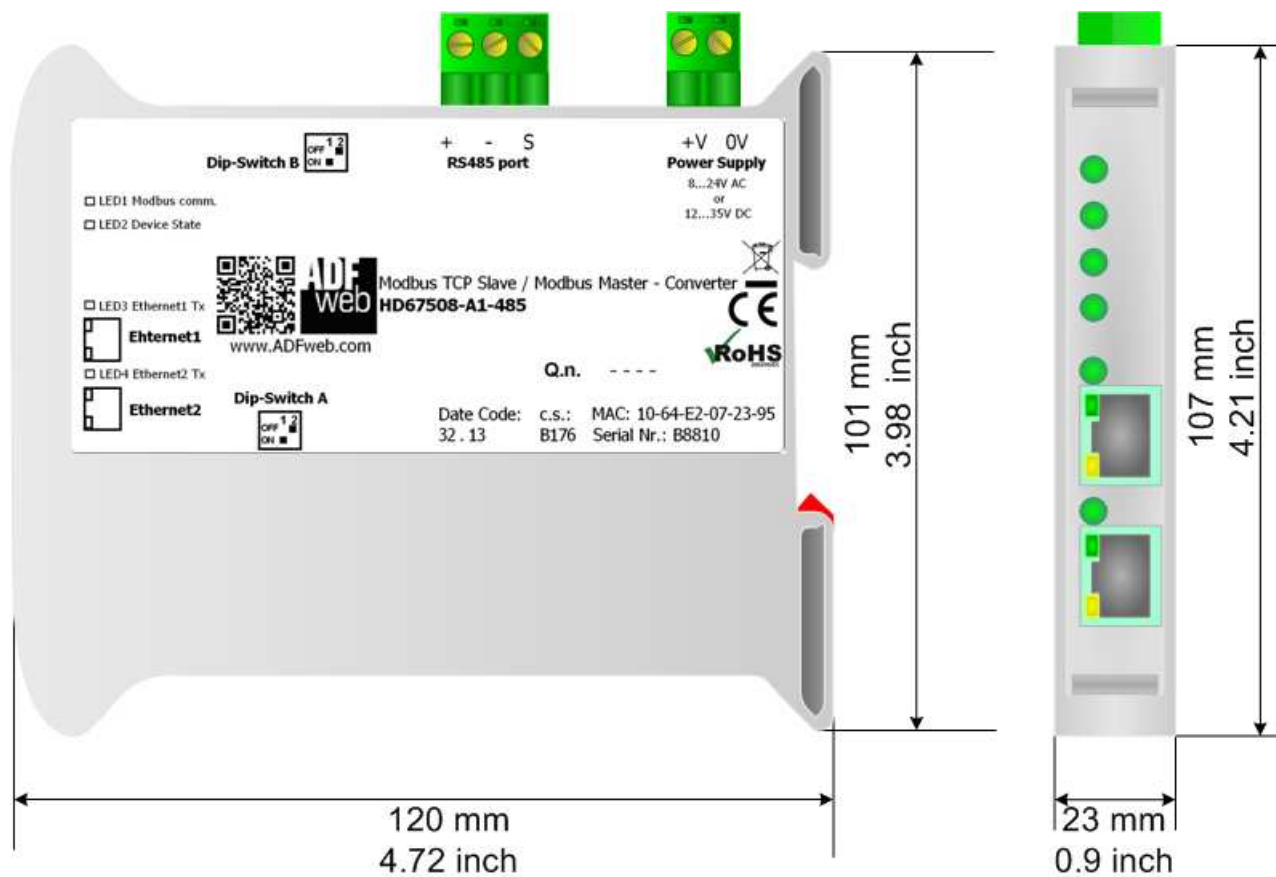 + - S
RS485 port
+V 0V
Power Supply
8...24V AC
or
12...35V DC
Dip-Switch B
OFF 1 2
ON
LED1 Modbus comm.
LED2 Device State
ADF
web
www.ADFweb.com
Modbus TCP Slave / Modbus Master - Converter
HD67508-A1-485
CE
RoHS
LED3 Ethernet1 Tx
Ehternet1
LED4 Ethernet2 Tx
Ethernet2
Dip-Switch A
OFF 1 2
ON
Q.n. - - - -
Date Code: c.s.: MAC: 10-64-E2-07-23-95
32 . 13 B176 Serial Nr.: B8810
101 mm
3.98 inch
107 mm
4.21 inch
120 mm
4.72 inch
23 mm
0.9 inch